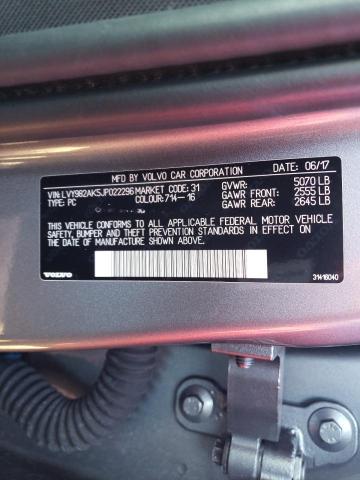 MFD BY VOLVO CAR CORPORATION DATE: 06/17
VIN: LVY982AK5JP022296 MARKET CODE: 31 GVWR: 5070 LB
TYPE: PC COLOUR: 714-16 GAWR FRONT: 2555 LB
GAWR REAR: 2645 LB
THIS VEHICLE CONFORMS TO ALL APPLICABLE FEDERAL MOTOR VEHICLE
SAFETY, BUMPER AND THEFT PREVENTION STANDARDS IN EFFECT ON THE
DATE OF MANUFACTURE SHOWN ABOVE.
VOLVO 31416040